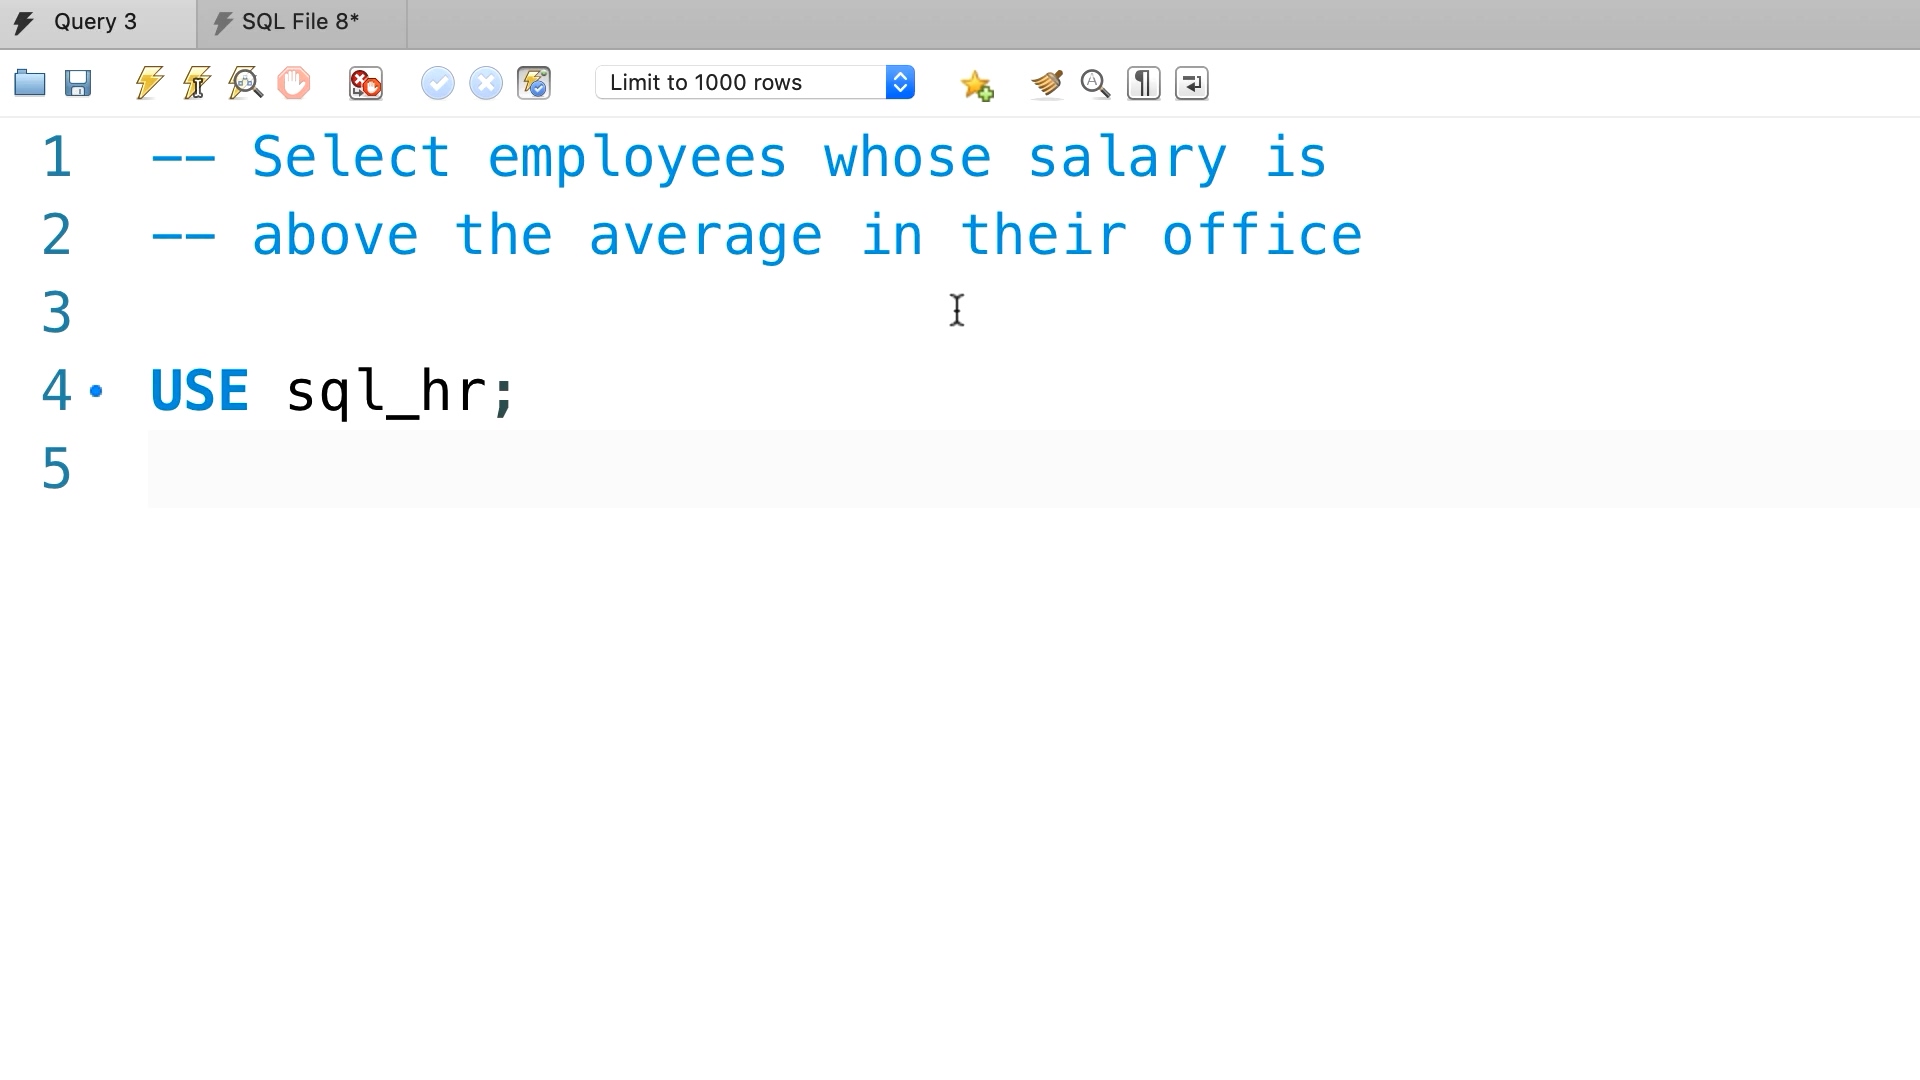 Query 3
SQL File 8*
Limit to 1000 rows
1 -- Select employees whose salary is
2 -- above the average in their office
3
4 USE sql_hr;
5